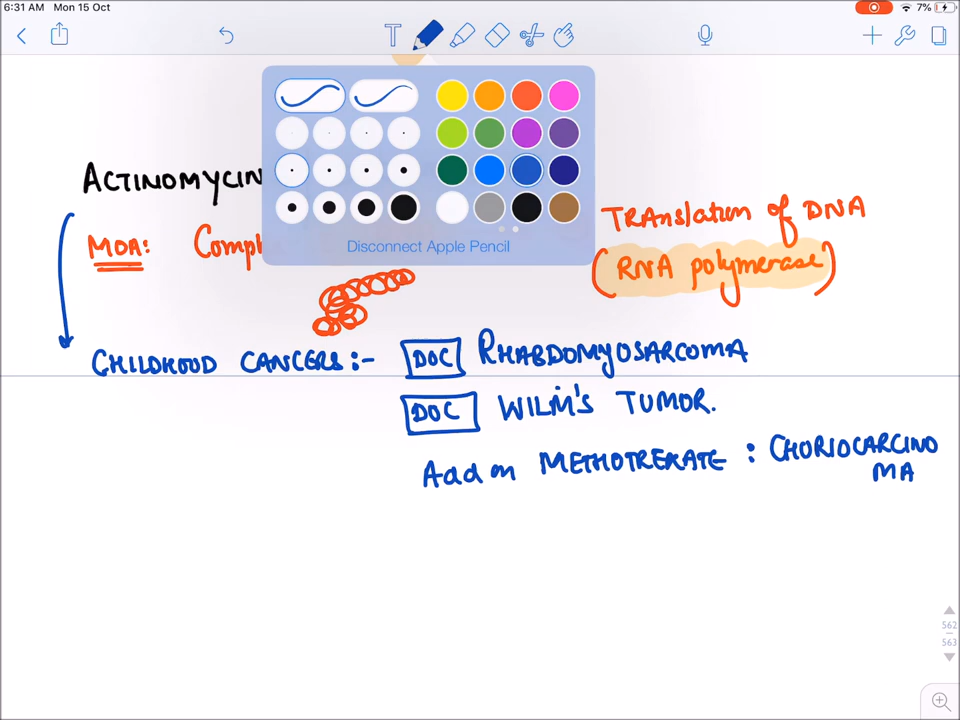 6:31 AM Mon 15 Oct
7%
T
Disconnect Apple Pencil
ACTINOMYCIN
MOA: Compl
TRAnslation of DNA
(RNA polymerase)
CHILDHOOD CANCERS:- DOC RHABDOMYOSARCOMA
DOC WILM'S TUMOR.
Add on METHOTREXATE : CHORIOCARCINO
MA
562
563